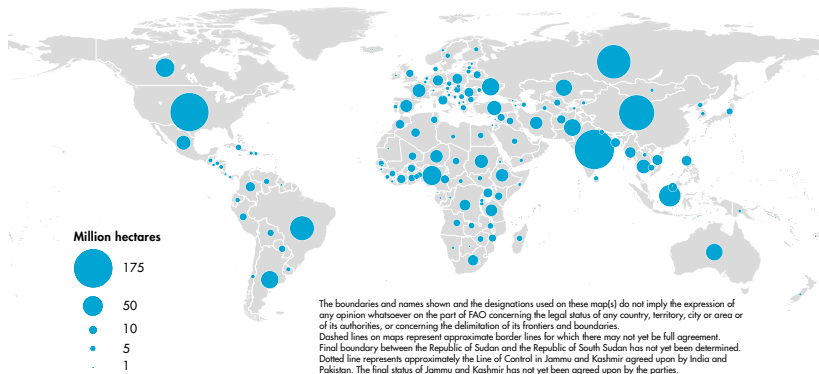 Million hectares
175
50
10
5
1
The boundaries and names shown and the designations used on these map(s) do not imply the expression of
any opinion whatsoever on the part of FAO concerning the legal status of any country, territory, city or area or
of its authorities, or concerning the delimitation of its frontiers and boundaries.
Dashed lines on maps represent approximate border lines for which there may not yet be full agreement.
Final boundary between the Republic of Sudan and the Republic of South Sudan has not yet been determined.
Dotted line represents approximately the Line of Control in Jammu and Kashmir agreed upon by India and
Pakistan. The final status of Jammu and Kashmir has not yet been agreed upon by the parties.